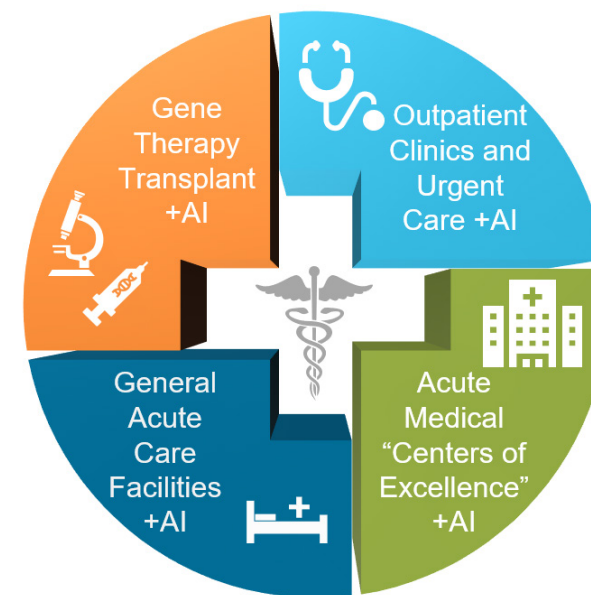 Gene
Therapy
Transplant
+AI
Outpatient
Clinics and
Urgent
Care +AI
General
Acute
Care
Facilities
+AI
Acute
Medical
“Centers of
Excellence”
+AI